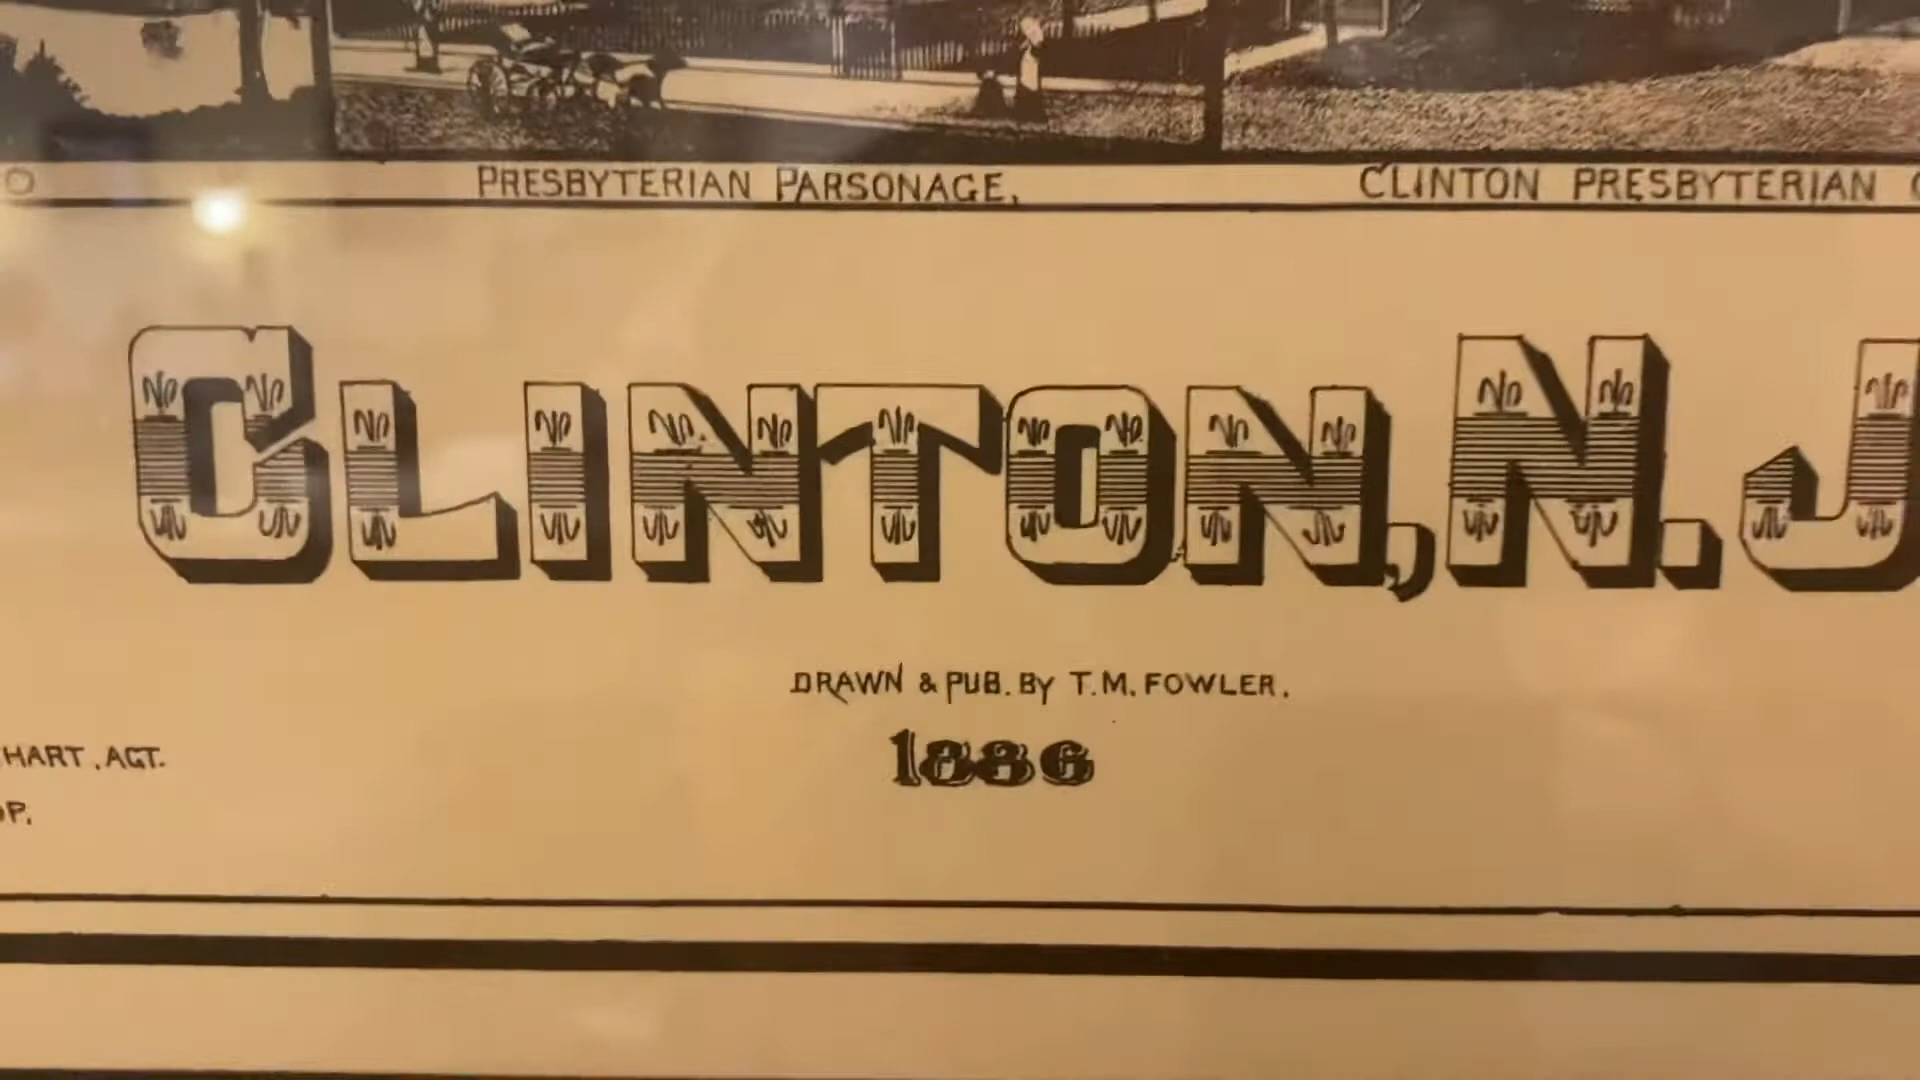 PRESBYTERIAN PARSONAGE, CLINTON PRESBYTERIAN
CLINTON, N.J
DRAWN & PUB. BY T.M. FOWLER.
1886
HART, AGT.